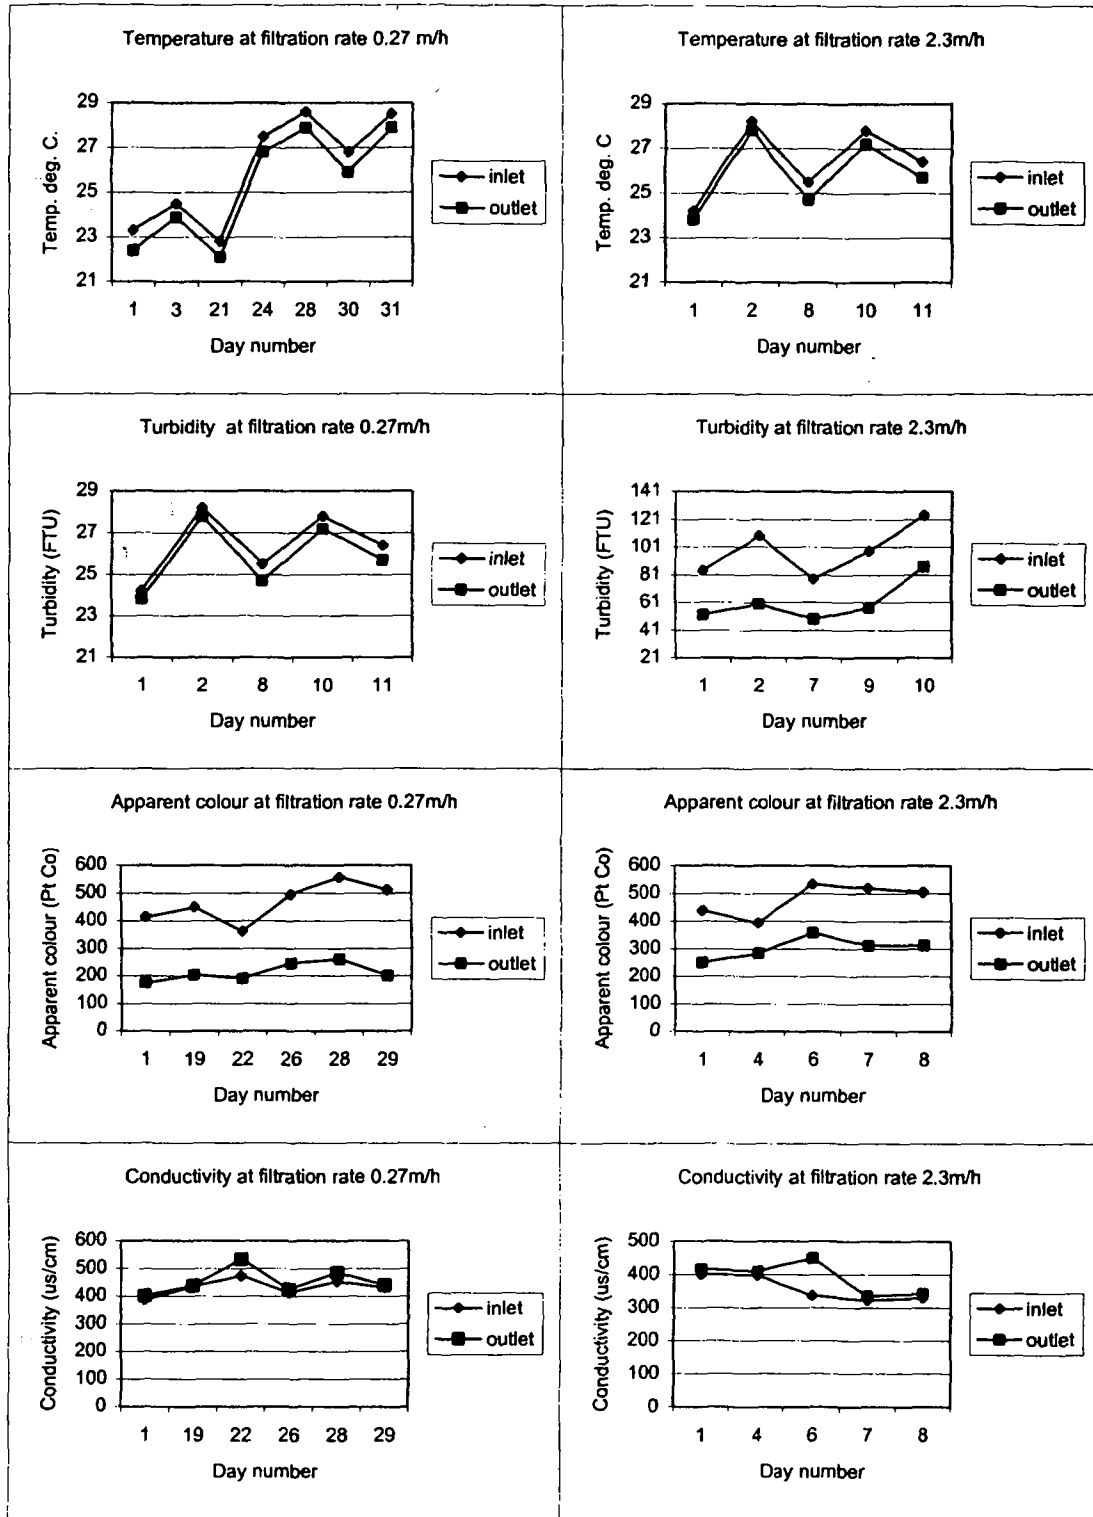 Temperature at filtration rate 0.27 m/h
29
27
25
23
21
Temp. deg. C.
1 3 21 24 28 30 31
Day number
inlet
outlet
Temperature at filtration rate 2.3m/h
29
27
25
23
21
Temp. deg. C
1 2 8 10 11
Day number
inlet
outlet
Turbidity at filtration rate 0.27m/h
29
27
25
23
21
Turbidity (FTU)
1 2 8 10 11
Day number
inlet
outlet
Turbidity at filtration rate 2.3m/h
141
121
101
81
61
41
21
Turbidity (FTU)
1 2 7 9 10
Day number
inlet
outlet
Apparent colour at filtration rate 0.27m/h
600
500
400
300
200
100
0
Apparent colour (Pt Co)
1 19 22 26 28 29
Day number
inlet
outlet
Apparent colour at filtration rate 2.3m/h
600
500
400
300
200
100
0
Apparent colour (Pt Co)
1 4 6 7 8
Day number
inlet
outlet
Conductivity at filtration rate 0.27m/h
600
500
400
300
200
100
0
Conductivity (us/cm)
1 19 22 26 28 29
Day number
inlet
outlet
Conductivity at filtration rate 2.3m/h
500
400
300
200
100
0
Conductivity (us/cm)
1 4 6 7 8
Day number
inlet
outlet